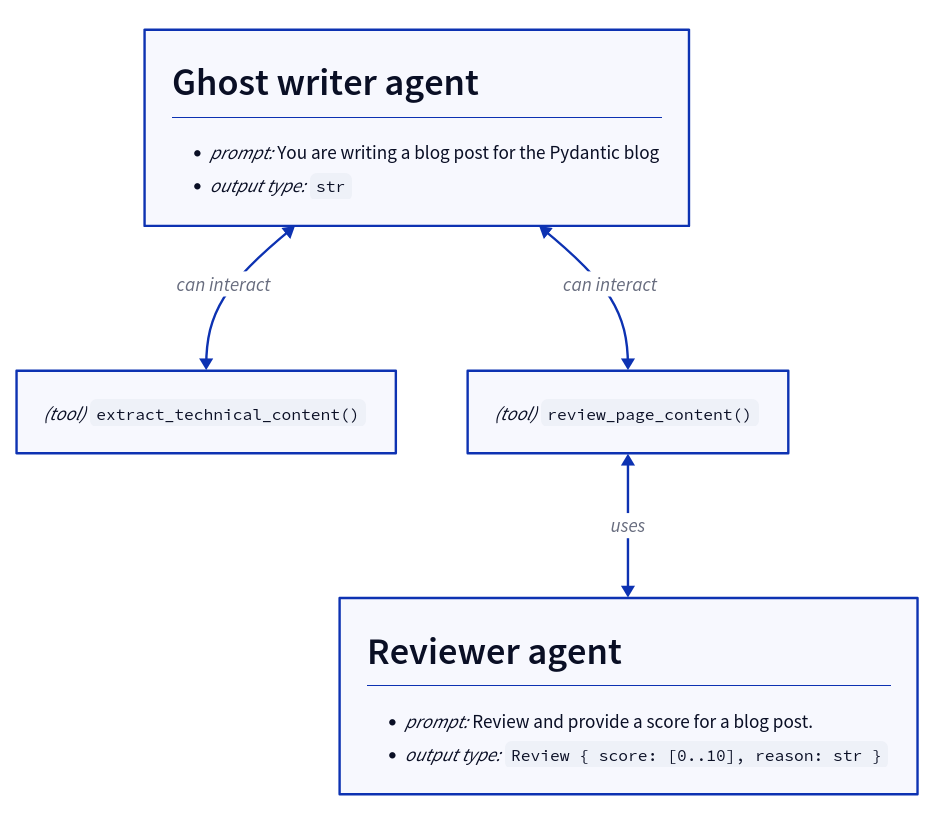 Ghost writer agent
prompt: You are writing a blog post for the Pydantic blog
output type: str
can interact
can interact
(tool) extract_technical_content()
(tool) review_page_content()
uses
Reviewer agent
prompt: Review and provide a score for a blog post.
output type: Review { score: [0..10], reason: str }